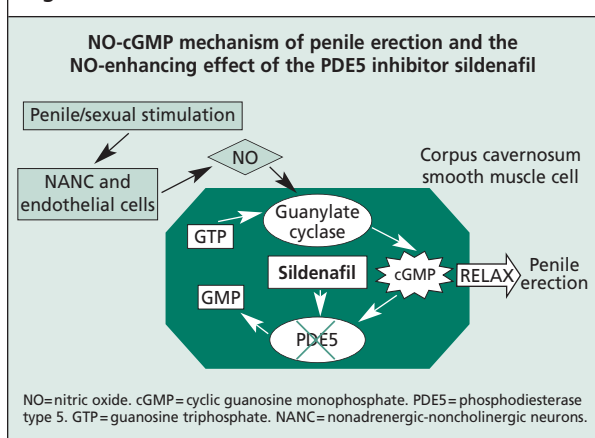 NO-cGMP mechanism of penile erection and the
NO-enhancing effect of the PDE5 inhibitor sildenafil
Penile/sexual stimulation
NO
NANC and
endothelial cells
Corpus cavernosum
smooth muscle cell
Guanylate
cyclase
GTP
Sildenafil
cGMP
RELAX
Penile
erection
GMP
PDE5
NO=nitric oxide. cGMP=cyclic guanosine monophosphate. PDE5=phosphodiesterase
type 5. GTP=guanosine triphosphate. NANC=nonadrenergic-noncholinergic neurons.